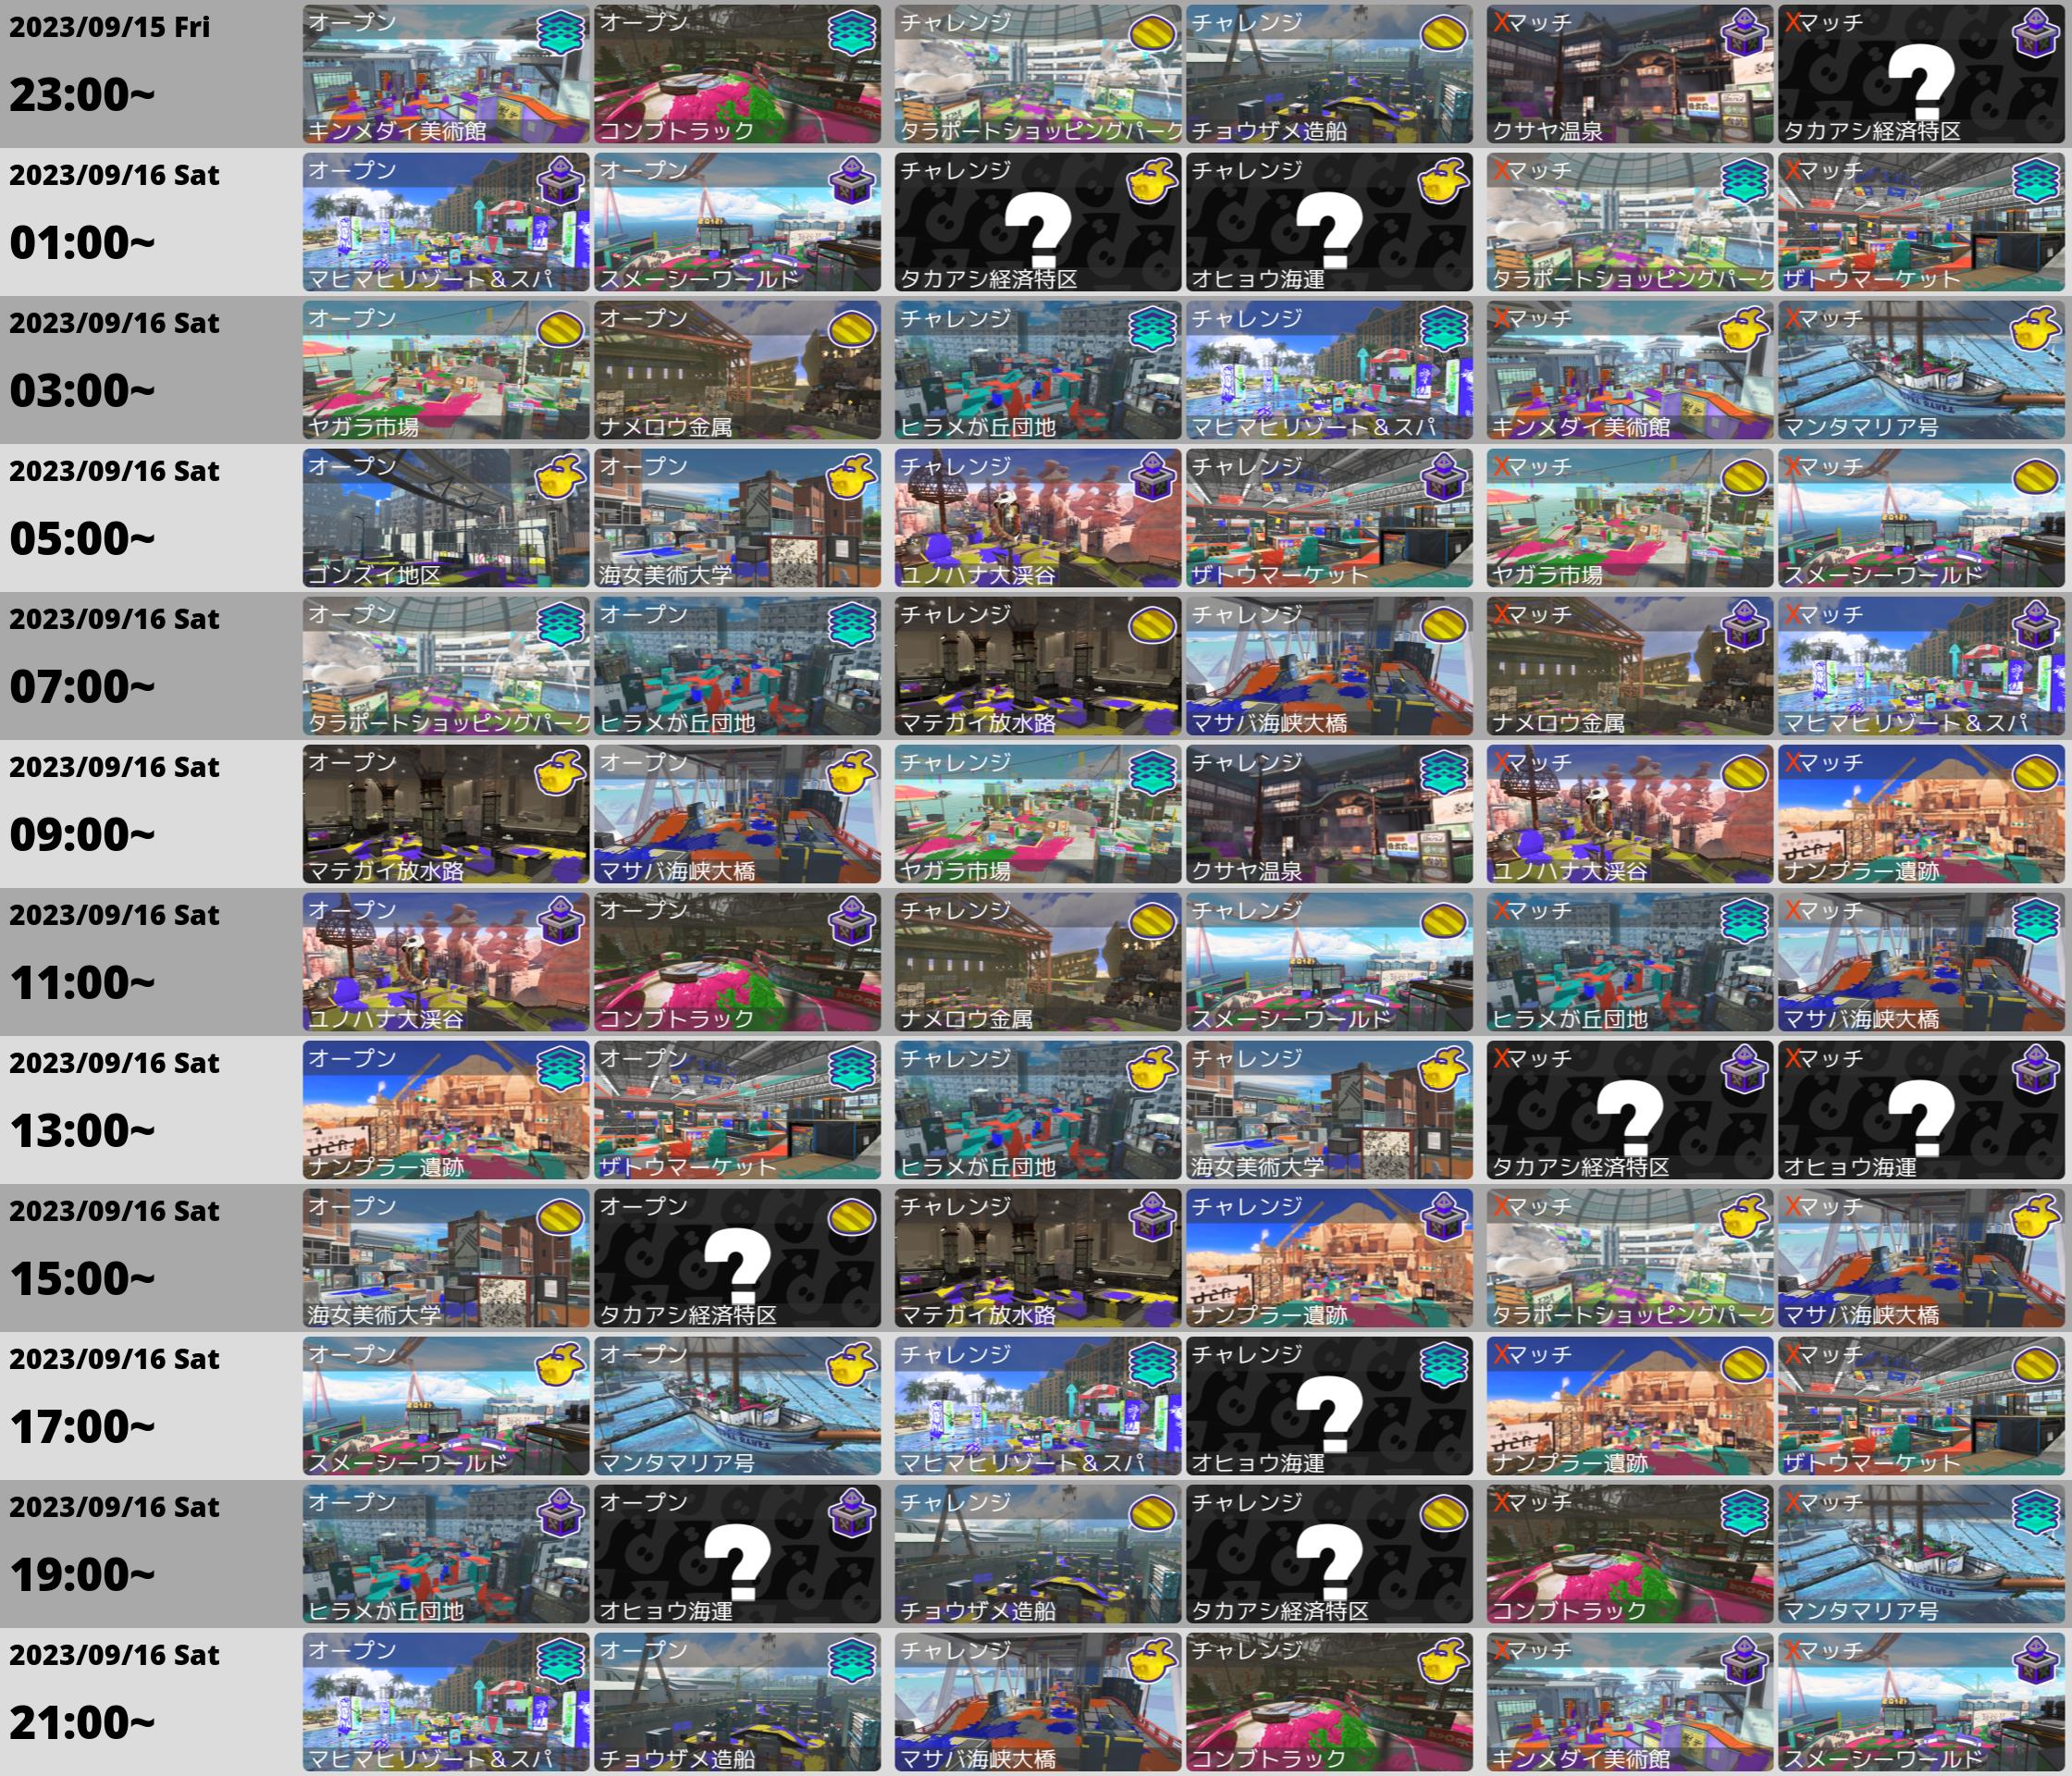 2023/09/15 Fri
23:00~
オープン オープン チャレンジ チャレンジ Xマッチ Xマッチ
キンメダイ美術館 コンブトラック タラポートショッピングパーク チョウザメ造船 クサヤ温泉 タカアシ経済特区
2023/09/16 Sat
01:00~
オープン オープン チャレンジ チャレンジ Xマッチ Xマッチ
マヒマヒリゾート＆スパ スメーシーワールド タカアシ経済特区 オヒョウ海運 タラポートショッピングパーク ザトウマーケット
2023/09/16 Sat
03:00~
オープン オープン チャレンジ チャレンジ Xマッチ Xマッチ
ヤガラ市場 ナメロウ金属 ヒラメが丘団地 マヒマヒリゾート＆スパ キンメダイ美術館 マンタマリア号
2023/09/16 Sat
05:00~
オープン オープン チャレンジ チャレンジ Xマッチ Xマッチ
ゴンズイ地区 海女美術大学 ユノハナ大渓谷 ザトウマーケット ヤガラ市場 スメーシーワールド
2023/09/16 Sat
07:00~
オープン オープン チャレンジ チャレンジ Xマッチ Xマッチ
タラポートショッピングパーク ヒラメが丘団地 マテガイ放水路 マサバ海峡大橋 ナメロウ金属 マヒマヒリゾート＆スパ
2023/09/16 Sat
09:00~
オープン オープン チャレンジ チャレンジ Xマッチ Xマッチ
マテガイ放水路 マサバ海峡大橋 ヤガラ市場 クサヤ温泉 ユノハナ大渓谷 ナンプラー遺跡
2023/09/16 Sat
11:00~
オープン オープン チャレンジ チャレンジ Xマッチ Xマッチ
ユノハナ大渓谷 コンブトラック ナメロウ金属 スメーシーワールド ヒラメが丘団地 マサバ海峡大橋
2023/09/16 Sat
13:00~
オープン オープン チャレンジ チャレンジ Xマッチ Xマッチ
ナンプラー遺跡 ザトウマーケット ヒラメが丘団地 海女美術大学 タカアシ経済特区 オヒョウ海運
2023/09/16 Sat
15:00~
オープン オープン チャレンジ チャレンジ Xマッチ Xマッチ
海女美術大学 タカアシ経済特区 マテガイ放水路 ナンプラー遺跡 タラポートショッピングパーク マサバ海峡大橋
2023/09/16 Sat
17:00~
オープン オープン チャレンジ チャレンジ Xマッチ Xマッチ
スメーシーワールド マンタマリア号 マヒマヒリゾート＆スパ オヒョウ海運 ナンプラー遺跡 ザトウマーケット
2023/09/16 Sat
19:00~
オープン オープン チャレンジ チャレンジ Xマッチ Xマッチ
ヒラメが丘団地 オヒョウ海運 チョウザメ造船 タカアシ経済特区 コンブトラック マンタマリア号
2023/09/16 Sat
21:00~
オープン オープン チャレンジ チャレンジ Xマッチ Xマッチ
マヒマヒリゾート＆スパ チョウザメ造船 マサバ海峡大橋 コンブトラック キンメダイ美術館 スメーシーワールド